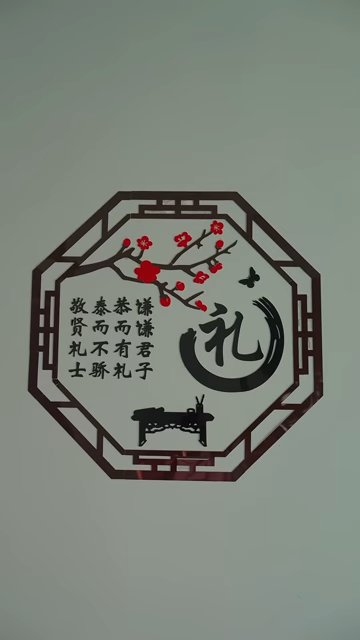 谦谦君子
恭而有礼
泰而不骄
敬贤礼士
礼